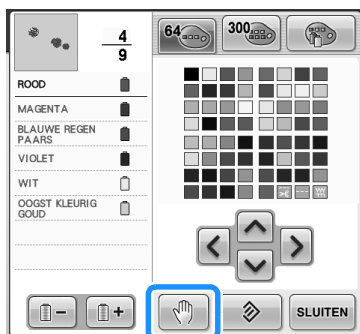 4
9
64
300
ROOD
MAGENTA
BLAUWE REGEN
PAARS
VIOLET
WIT
OOGST KLEURIG
GOUD
SLUITEN